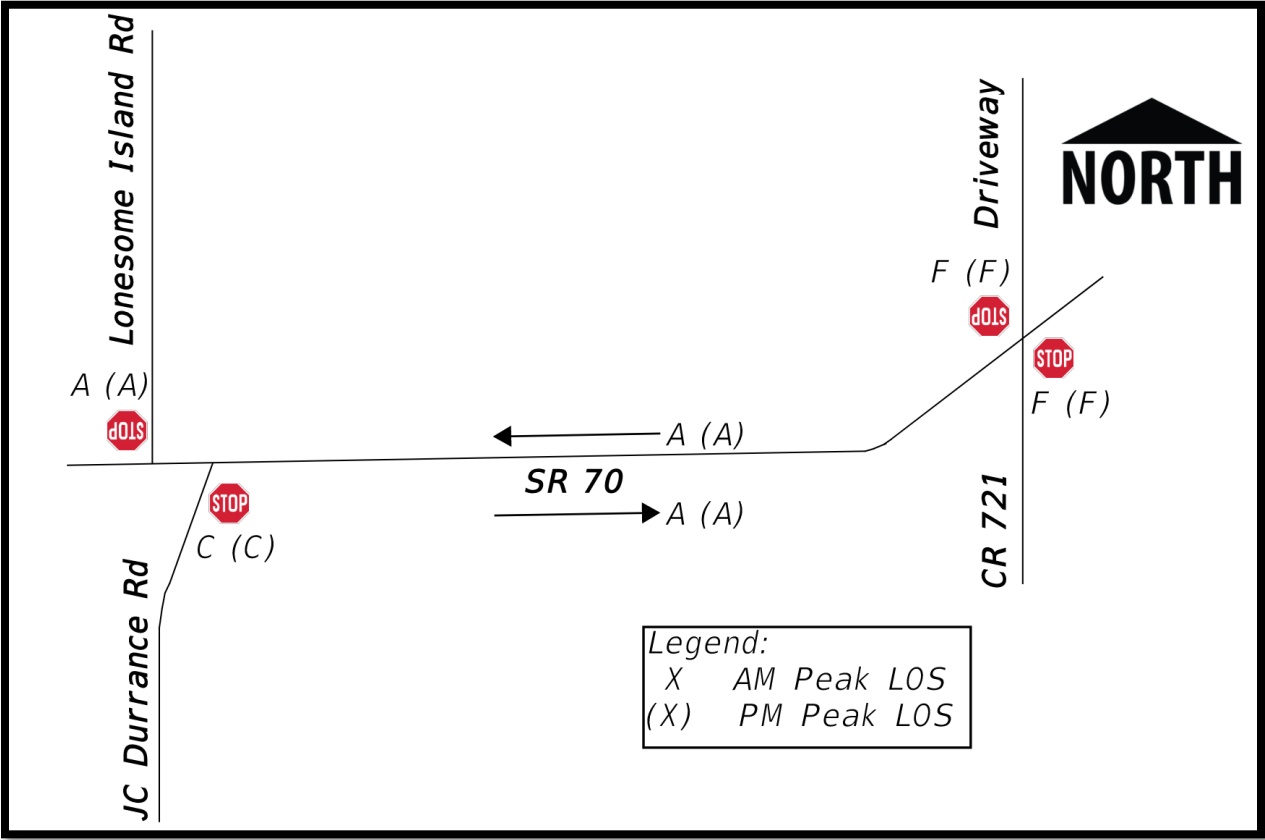 Lonesome Island Rd
Driveway
NORTH
F (F)
STOP
STOP
F (F)
A (A)
STOP
A (A)
SR 70
A (A)
STOP
C (C)
CR 721
JC Durrance Rd
Legend:
X AM Peak LOS
(X) PM Peak LOS